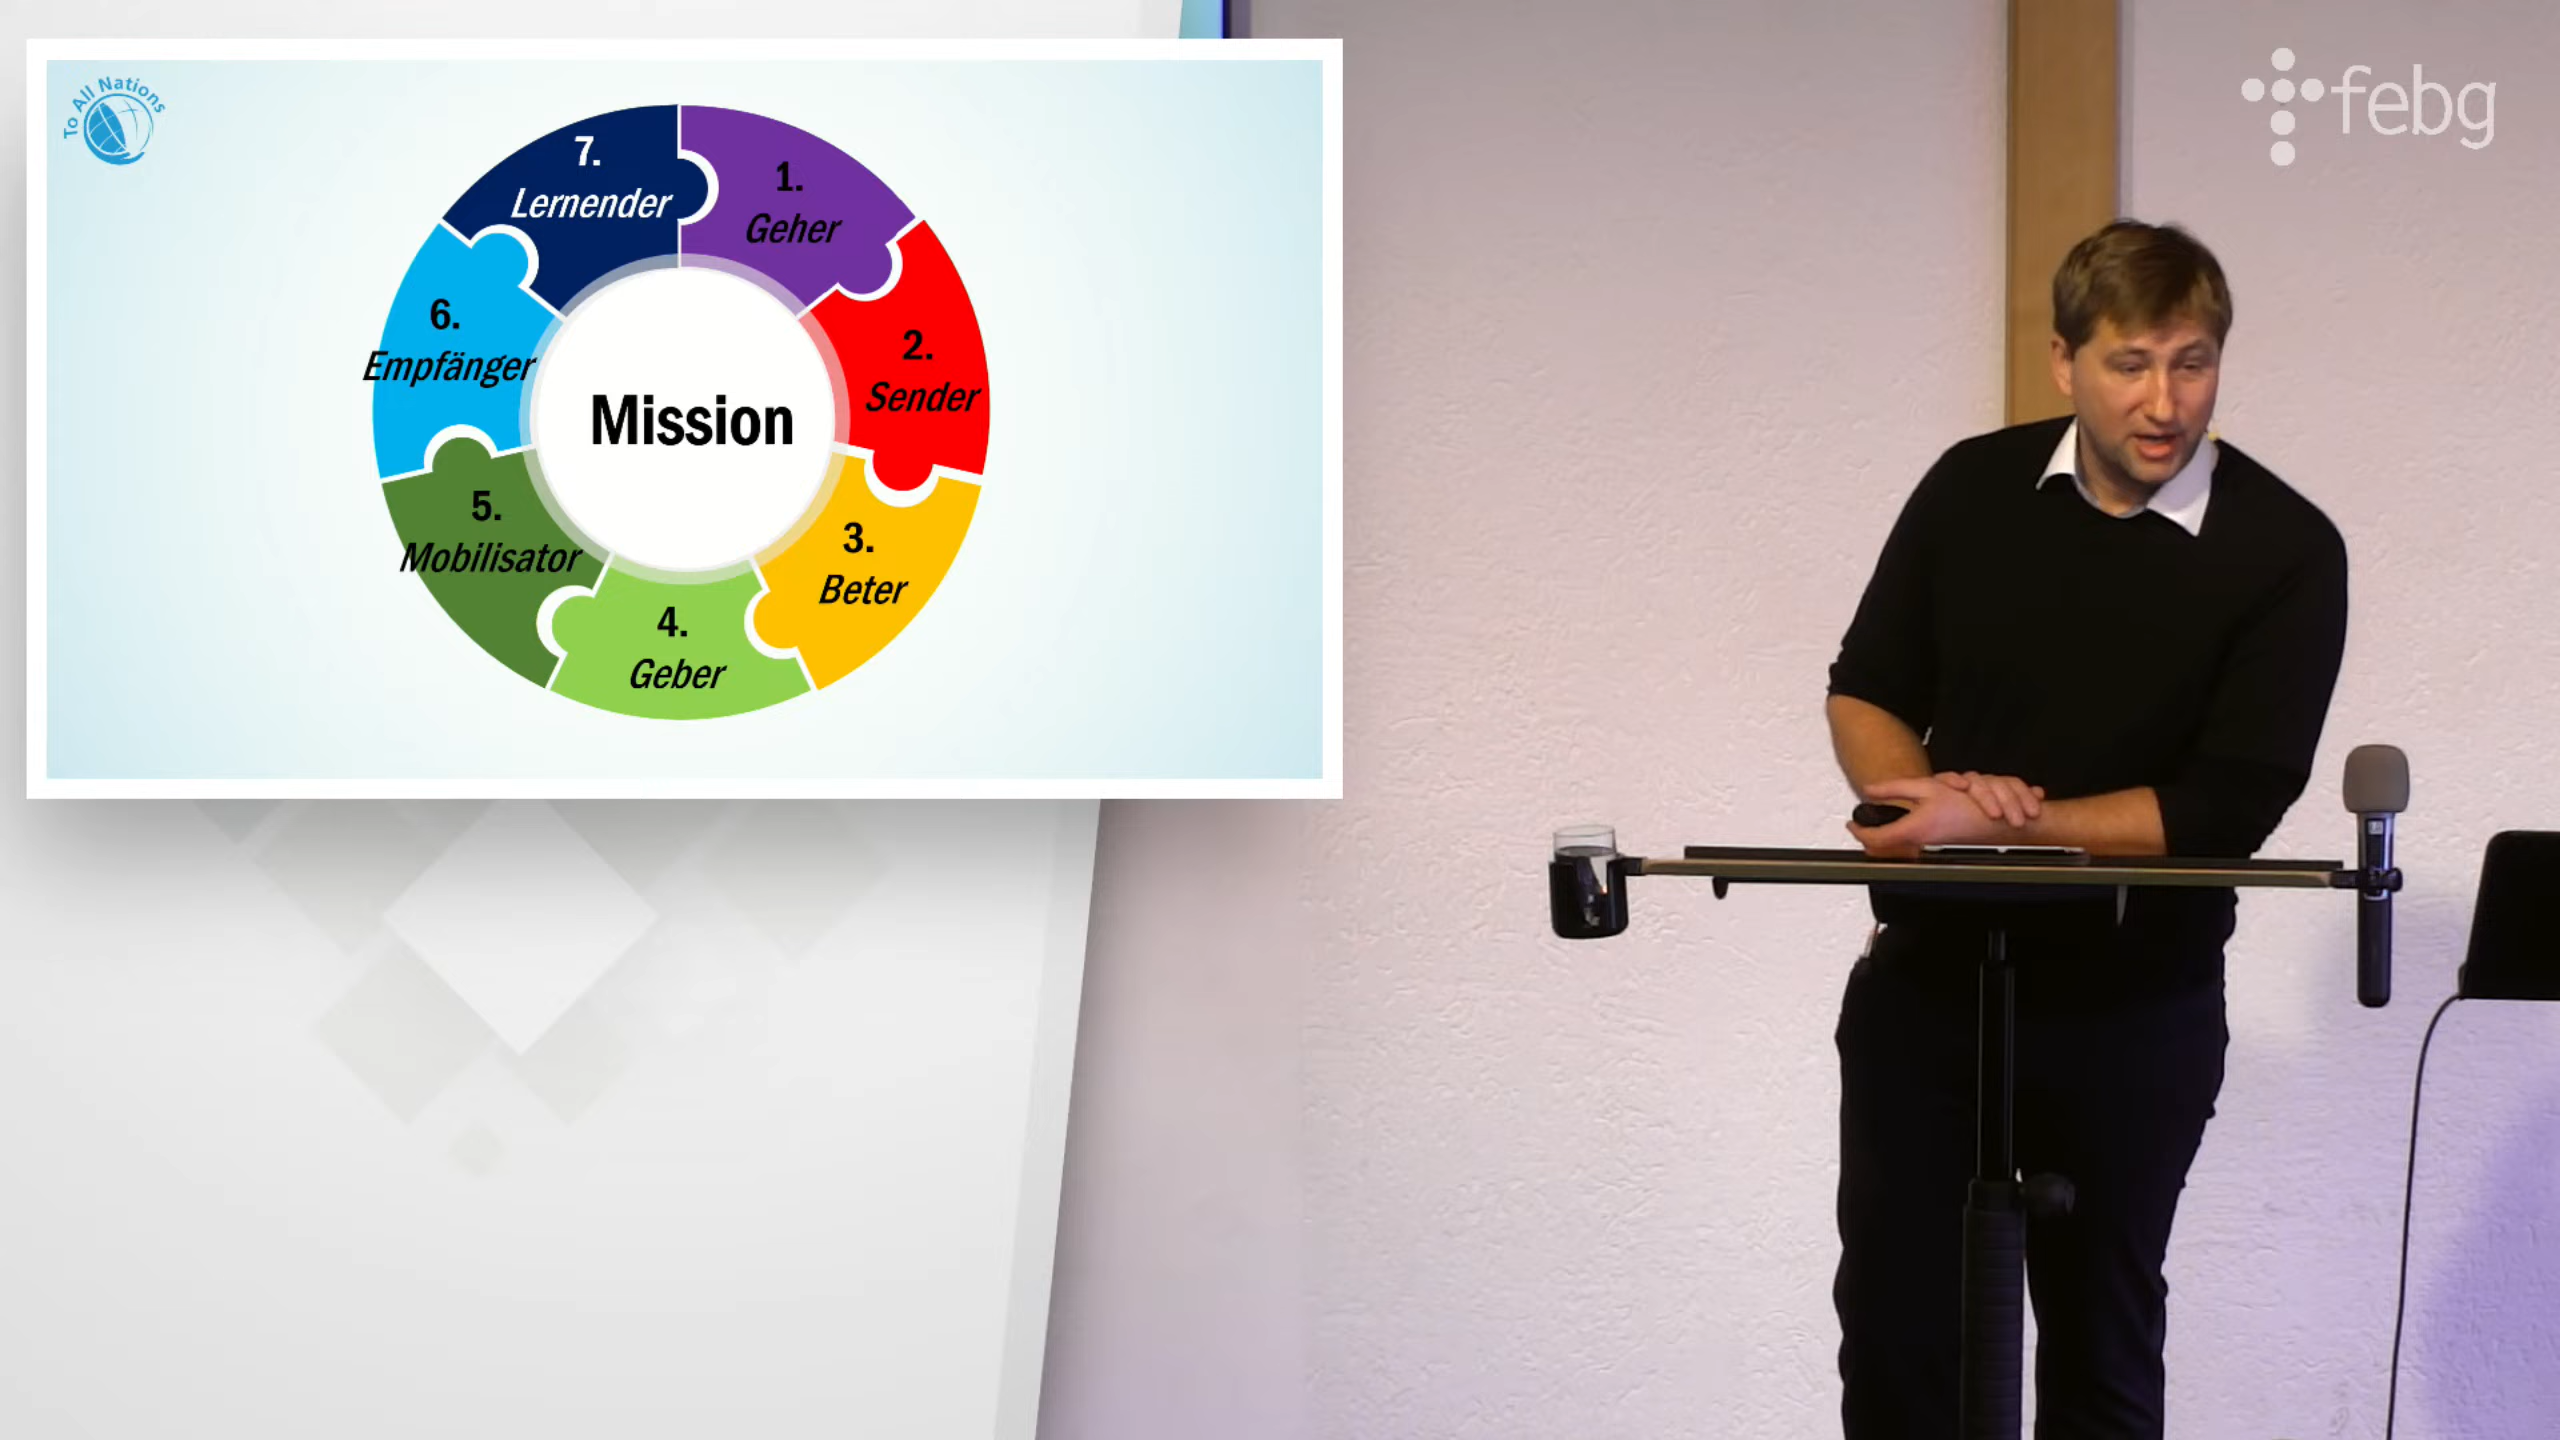 To All Nations
febg
7.
Lernender
1.
Geher
6.
Empfänger
2.
Sender
Mission
5.
Mobilisator
3.
Beter
4.
Geber